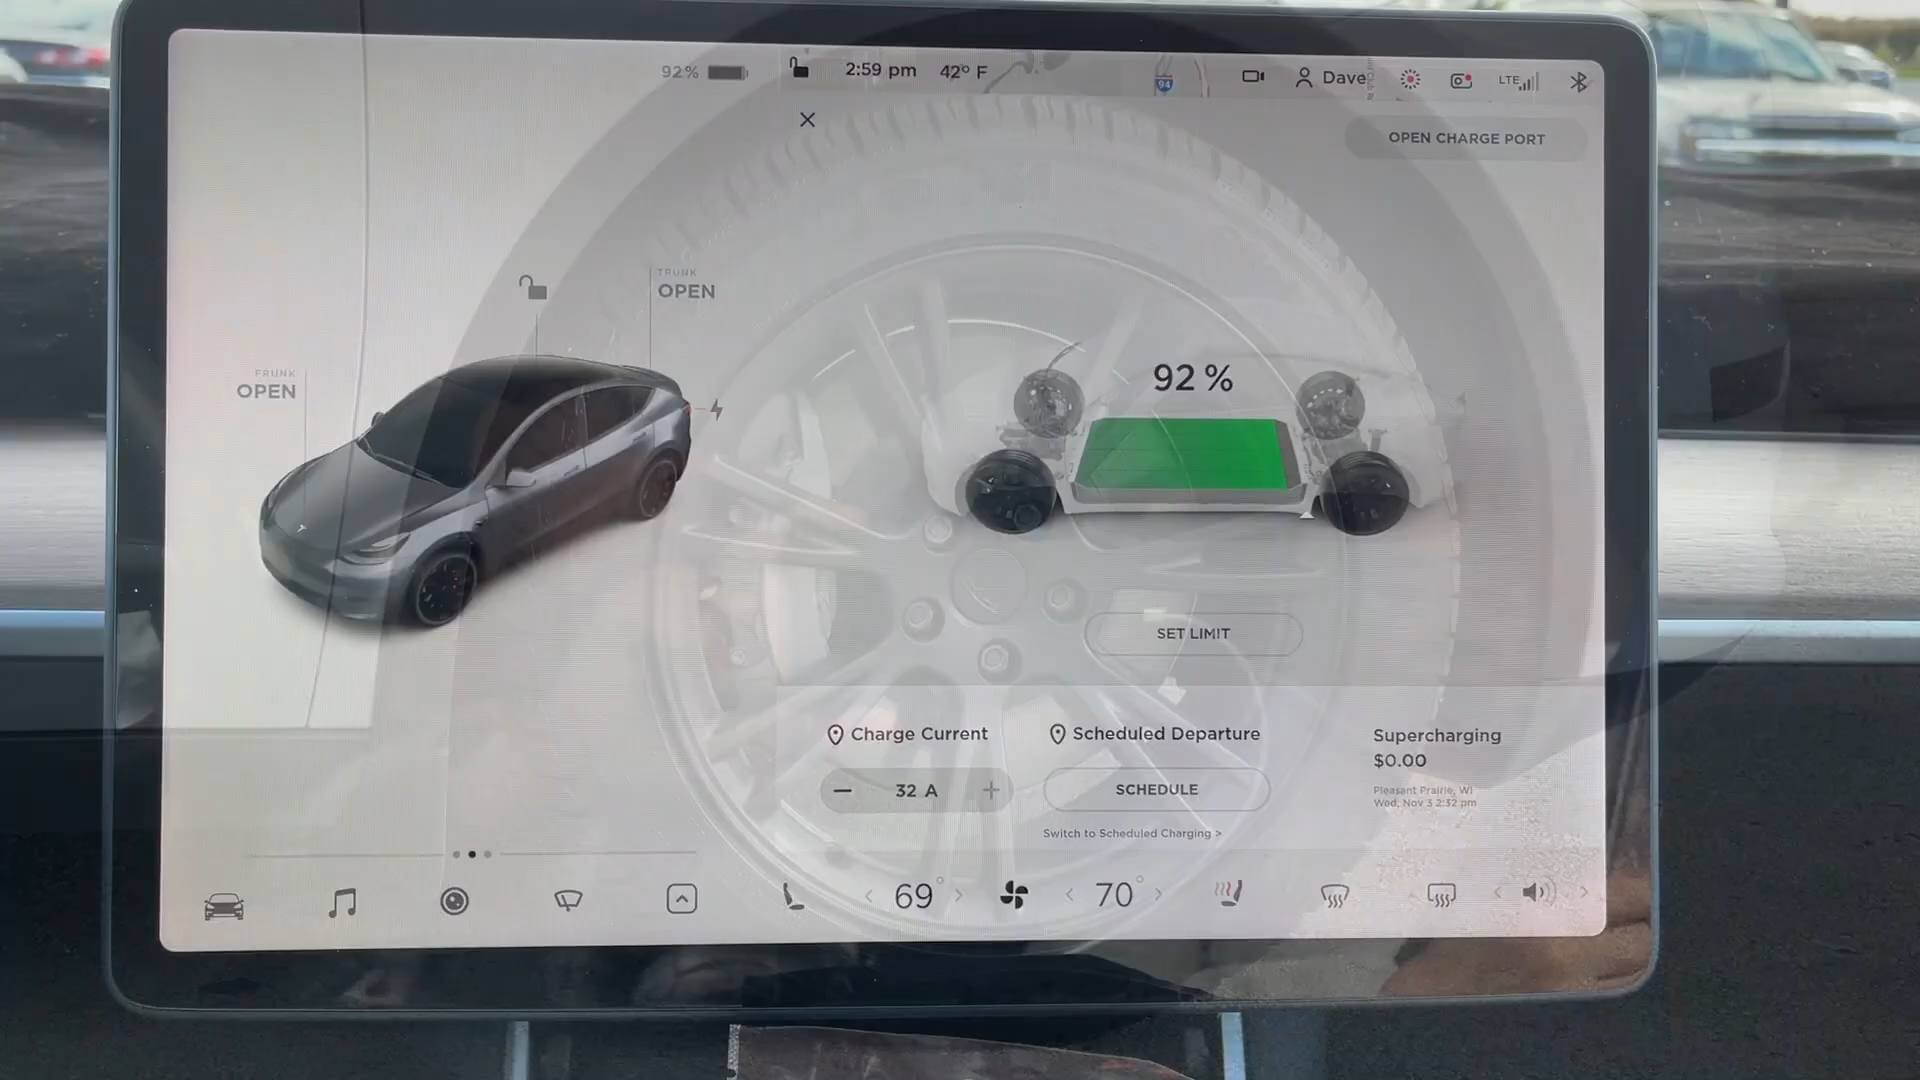 92%
2:59 pm
42° F
94
Dave
LTE
OPEN CHARGE PORT
TRUNK
OPEN
FRUNK
OPEN
92 %
SET LIMIT
Charge Current
Scheduled Departure
Supercharging
$0.00
32 A
SCHEDULE
Pleasant Prairie, WI
Wed, Nov 3 2:32 pm
Switch to Scheduled Charging >
69°
70°